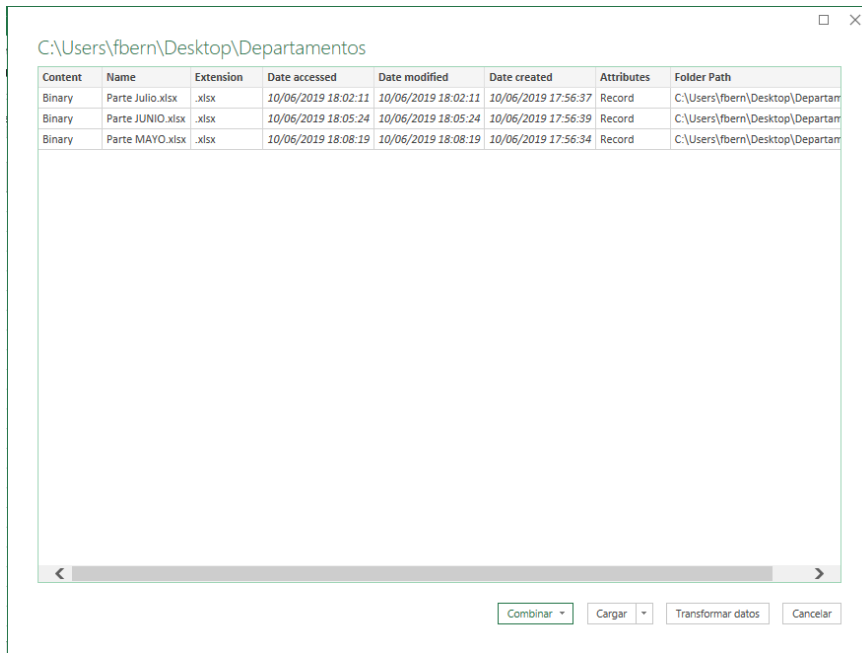 C:\Users\fbern\Desktop\Departamentos
Content Name Extension Date accessed Date modified Date created Attributes Folder Path
Binary Parte Julio.xlsx .xlsx 10/06/2019 18:02:11 10/06/2019 18:02:11 10/06/2019 17:56:37 Record C:\Users\fbern\Desktop\Departam
Binary Parte JUNIO.xlsx .xlsx 10/06/2019 18:05:24 10/06/2019 18:05:24 10/06/2019 17:56:39 Record C:\Users\fbern\Desktop\Departam
Binary Parte MAYO.xlsx .xlsx 10/06/2019 18:08:19 10/06/2019 18:08:19 10/06/2019 17:56:34 Record C:\Users\fbern\Desktop\Departam
Combinar Cargar Transformar datos Cancelar